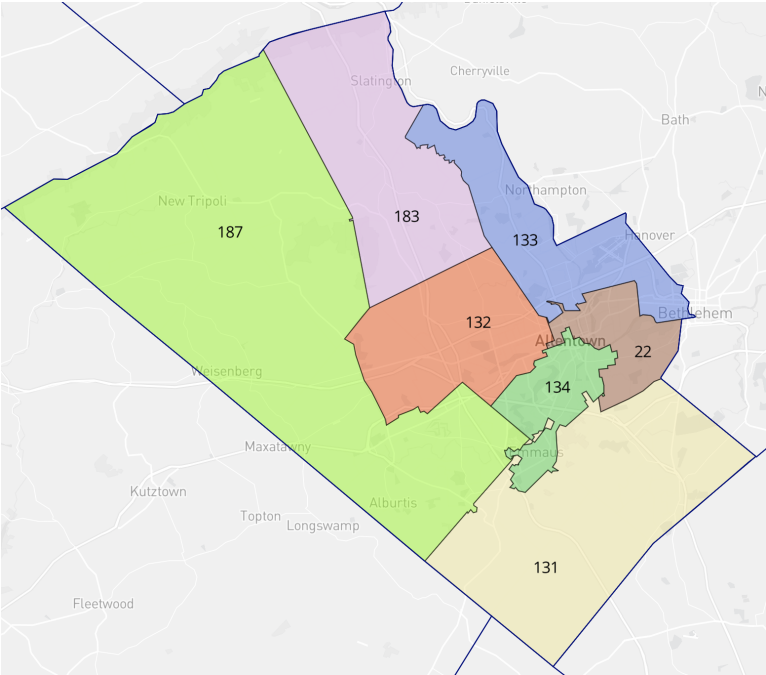 Slatington
Cherryville
Bath
New Tripoli
Northampton
183
187
133
Hanover
Bethlehem
132
Allentown
22
Weisenberg
134
Maxatawny
Emmaus
Kutztown
Alburtis
Topton
Longswamp
131
Fleetwood